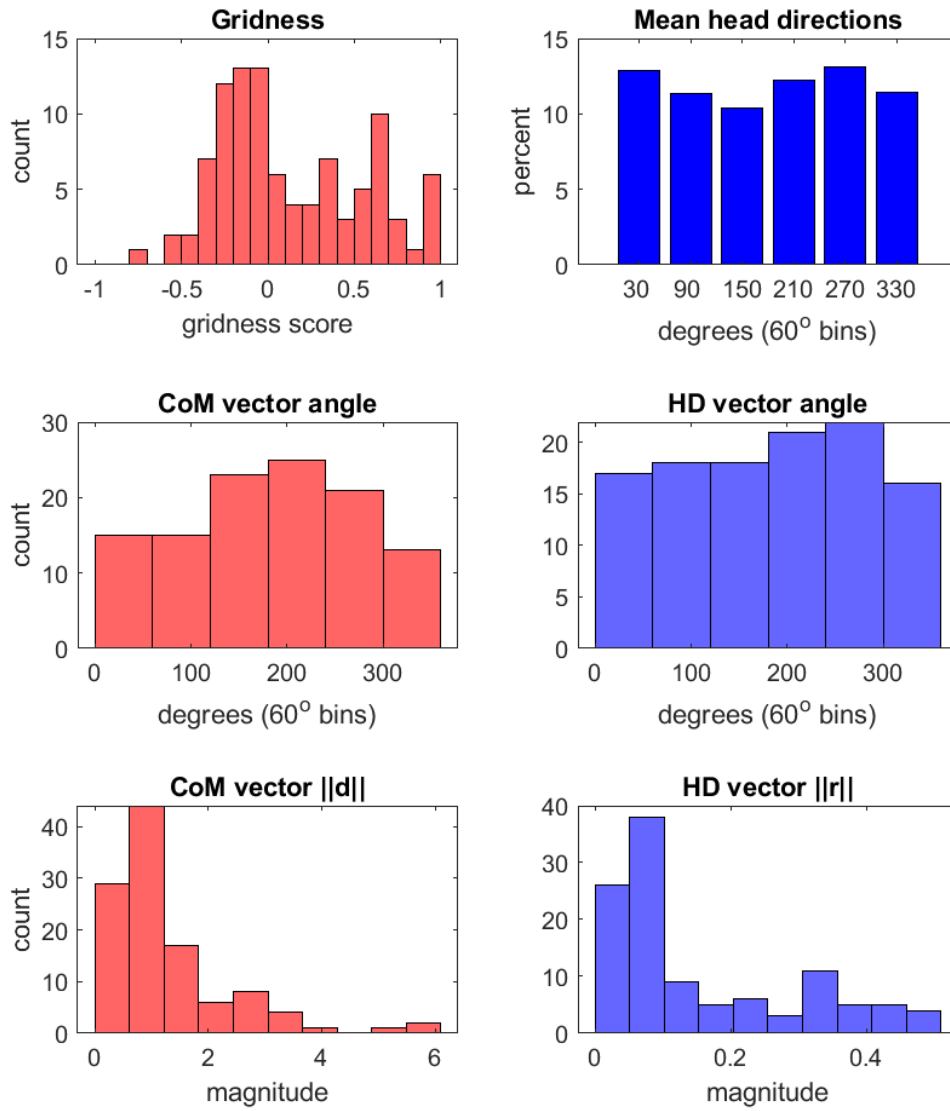 Gridness
15
10
5
0
count
-1 -0.5 0 0.5 1
gridness score
Mean head directions
15
10
5
0
percent
30 90 150 210 270 330
degrees (60o bins)
CoM vector angle
30
20
10
0
count
0 100 200 300
degrees (60o bins)
HD vector angle
20
15
10
5
0
0 100 200 300
degrees (60o bins)
CoM vector ||d||
40
30
20
10
0
count
0 2 4 6
magnitude
HD vector ||r||
40
30
20
10
0
0 0.2 0.4
magnitude